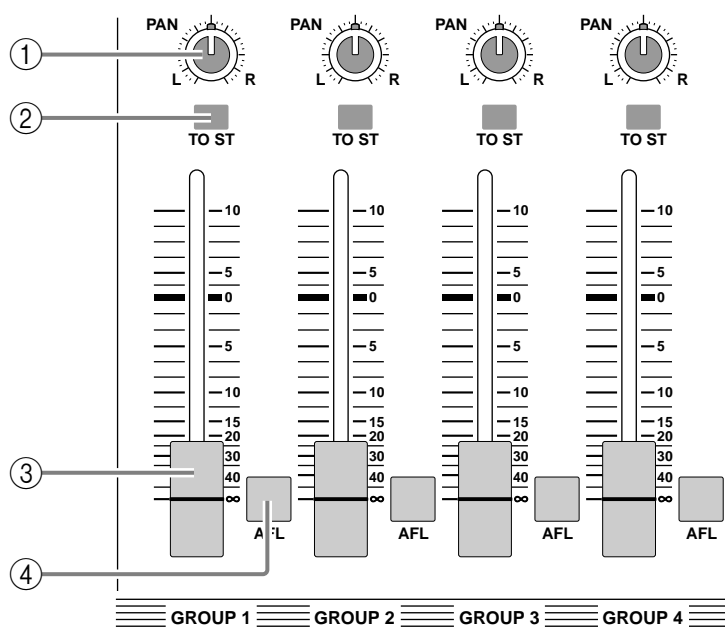 PAN PAN PAN PAN
① L R L R L R L R
②
TO ST TO ST TO ST TO ST
10 10 10 10
5 5 5 5
0 0 0 0
5 5 5 5
10 10 10 10
15 15 15 15
20 20 20 20
③ 30 30 30 30
40 40 40 40
∞ ∞ ∞ ∞
AFL AFL AFL AFL
④
GROUP 1 GROUP 2 GROUP 3 GROUP 4